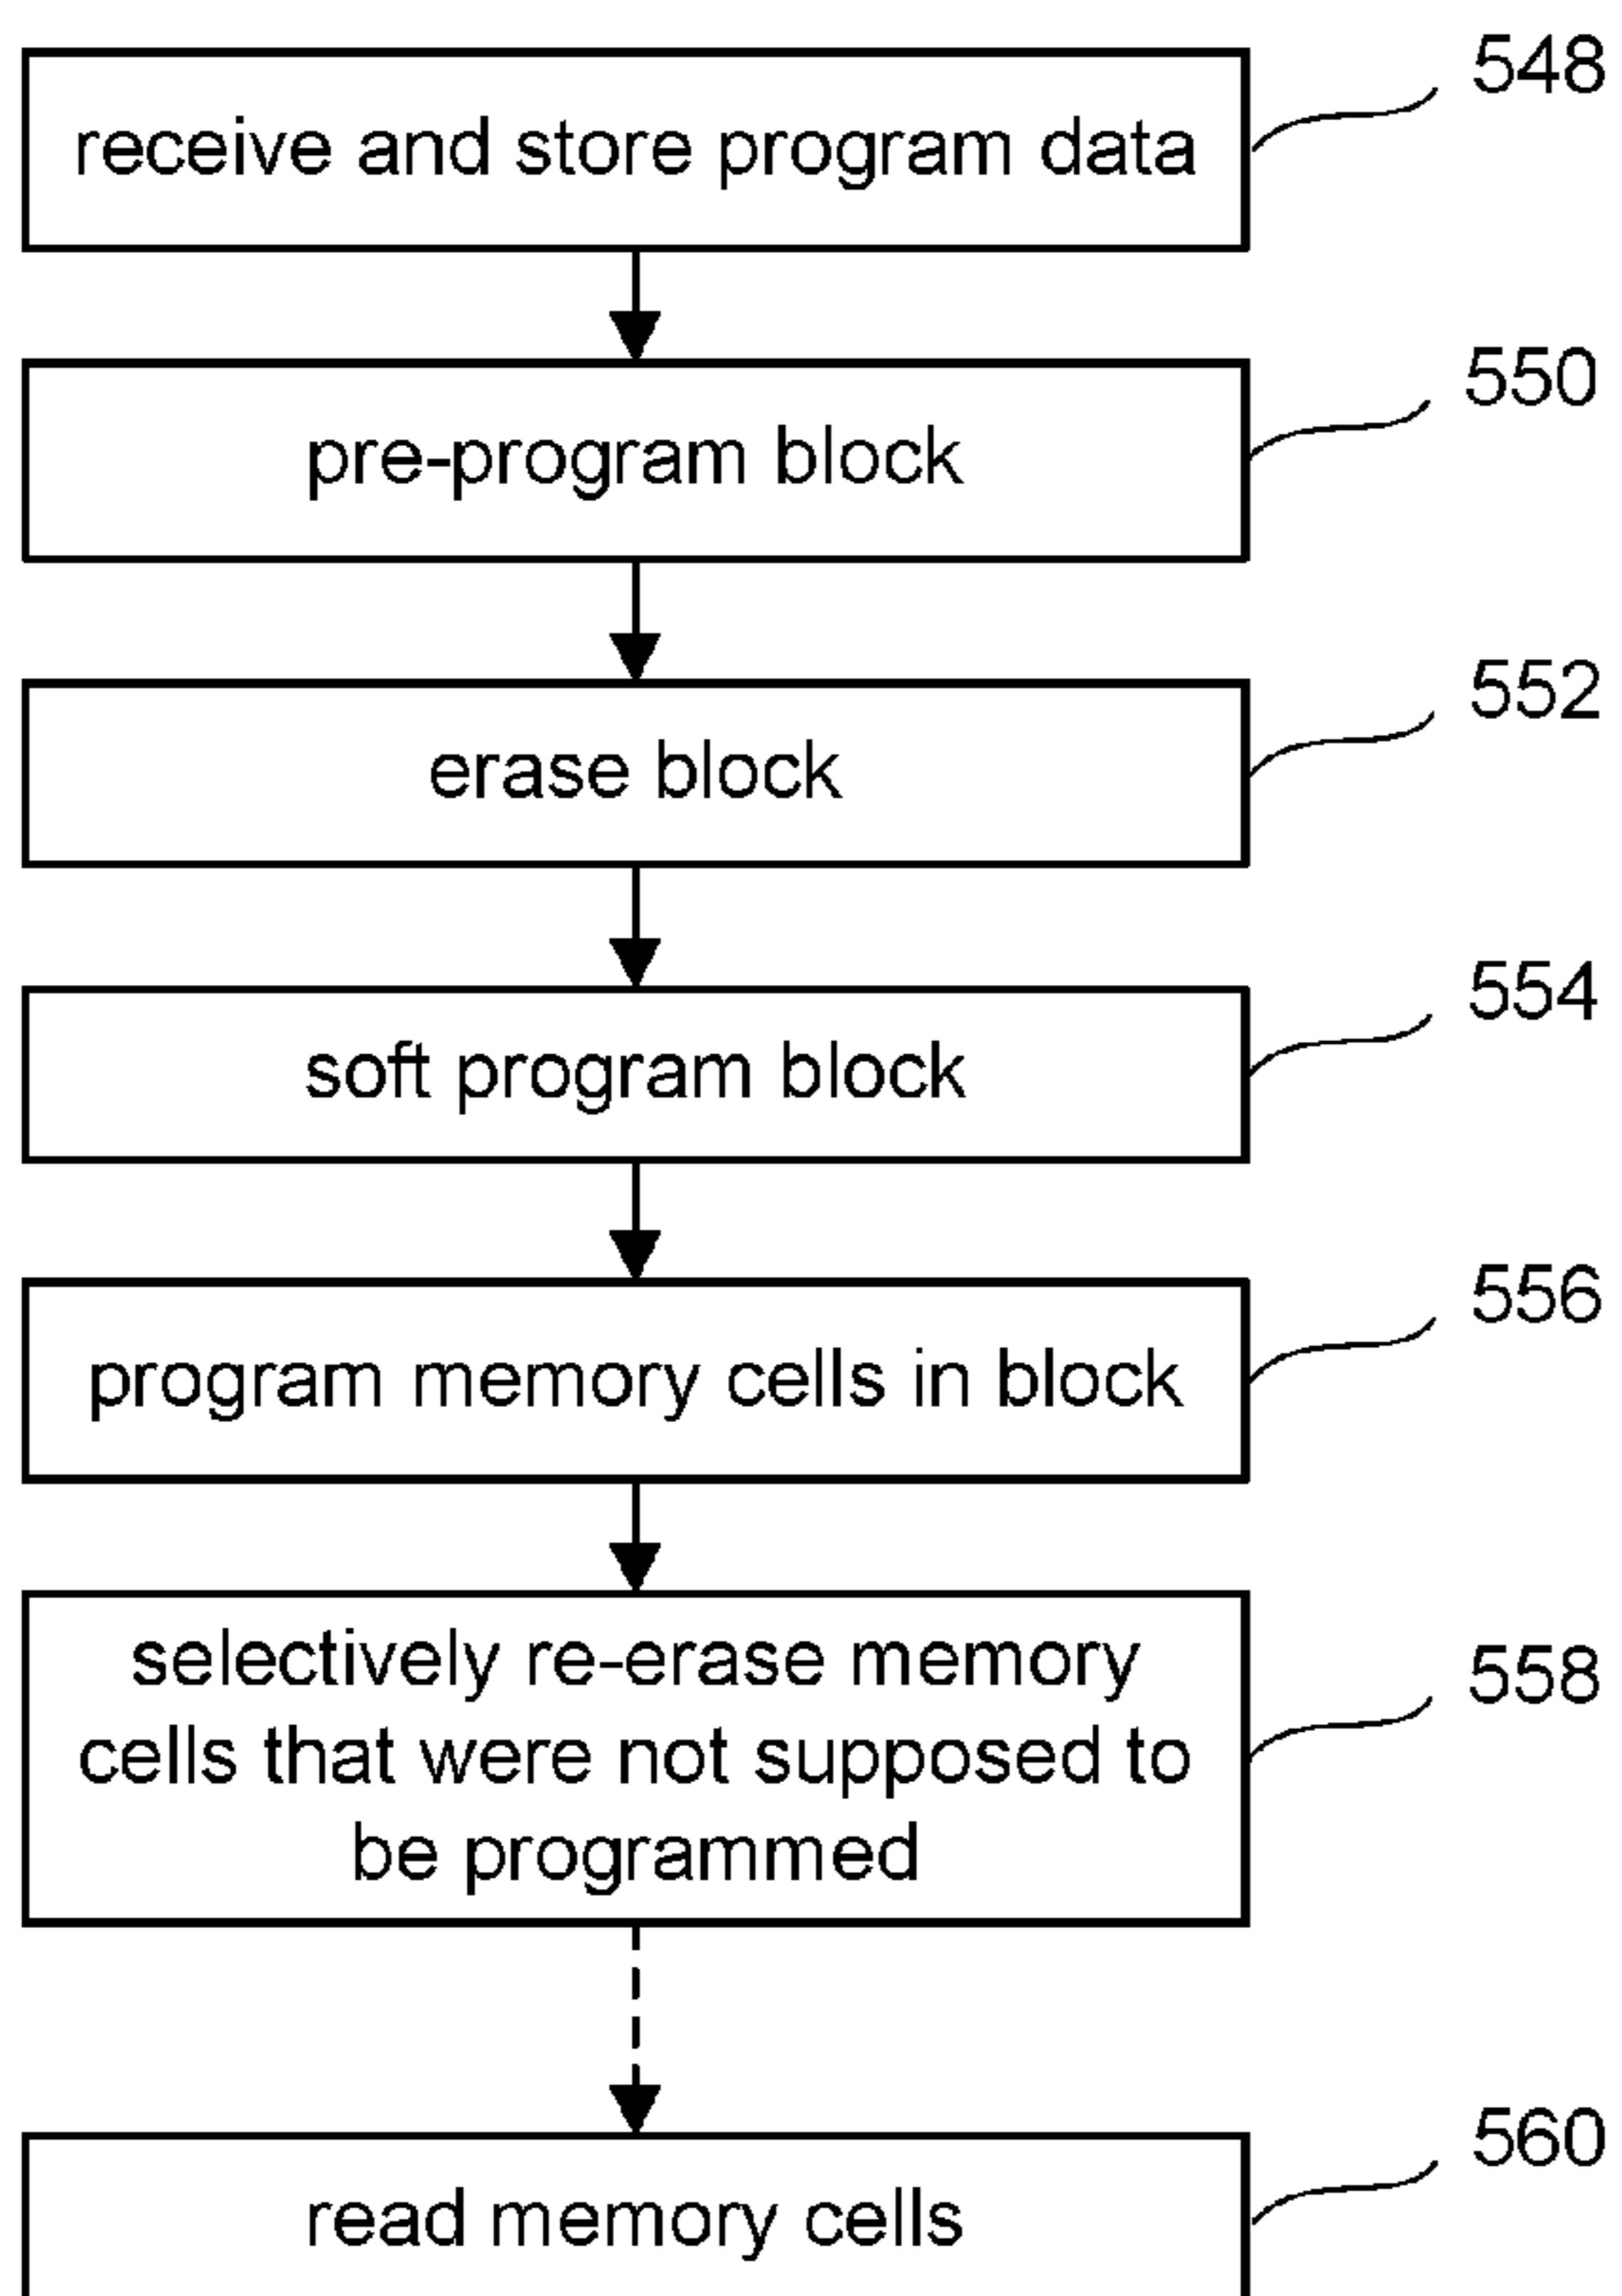 548
receive and store program data
550
pre-program block
552
erase block
554
soft program block
556
program memory cells in block
558
selectively re-erase memory
cells that were not supposed to
be programmed
560
read memory cells